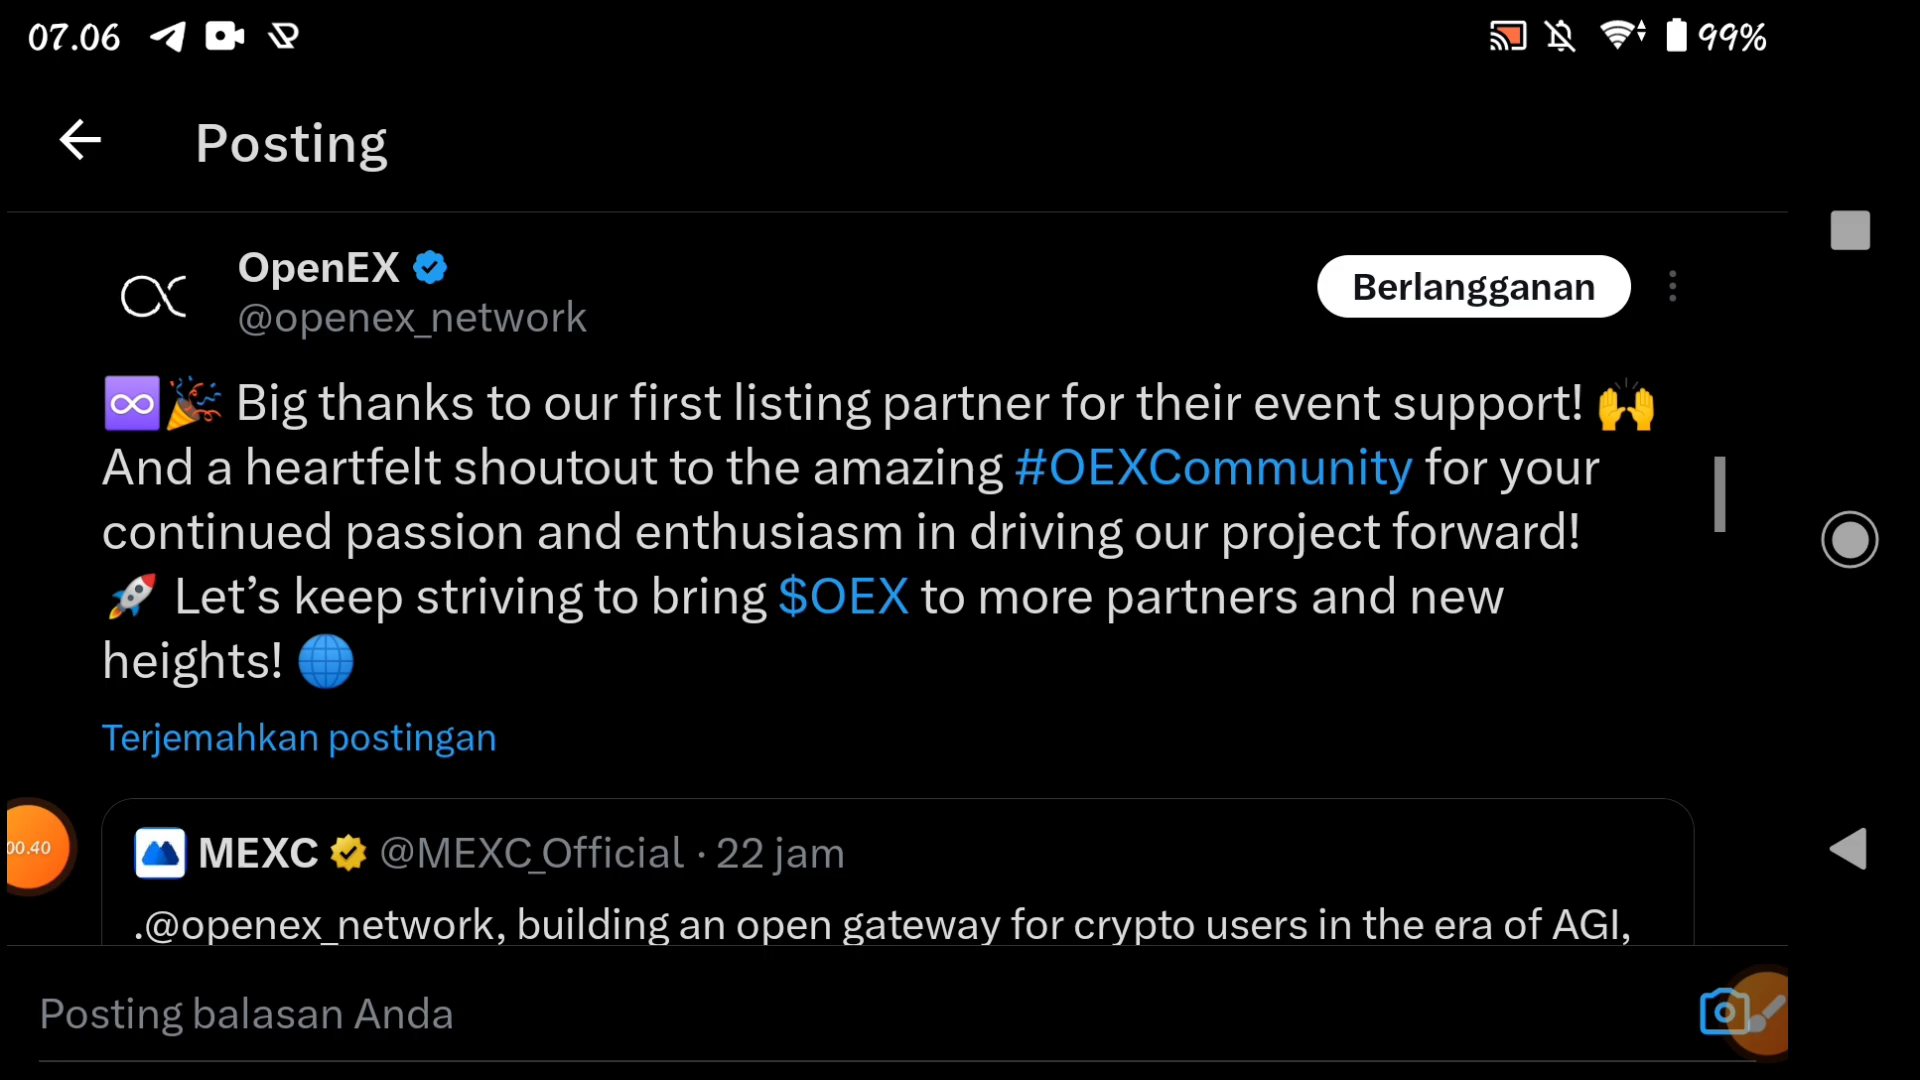 07.06
99%
Posting
OpenEX
Berlangganan
@openex_network
Big thanks to our first listing partner for their event support!
And a heartfelt shoutout to the amazing #OEXCommunity for your
continued passion and enthusiasm in driving our project forward!
Let’s keep striving to bring $OEX to more partners and new
heights!
Terjemahkan postingan
00.40
MEXC @MEXC_Official · 22 jam
.@openex_network, building an open gateway for crypto users in the era of AGI,
Posting balasan Anda